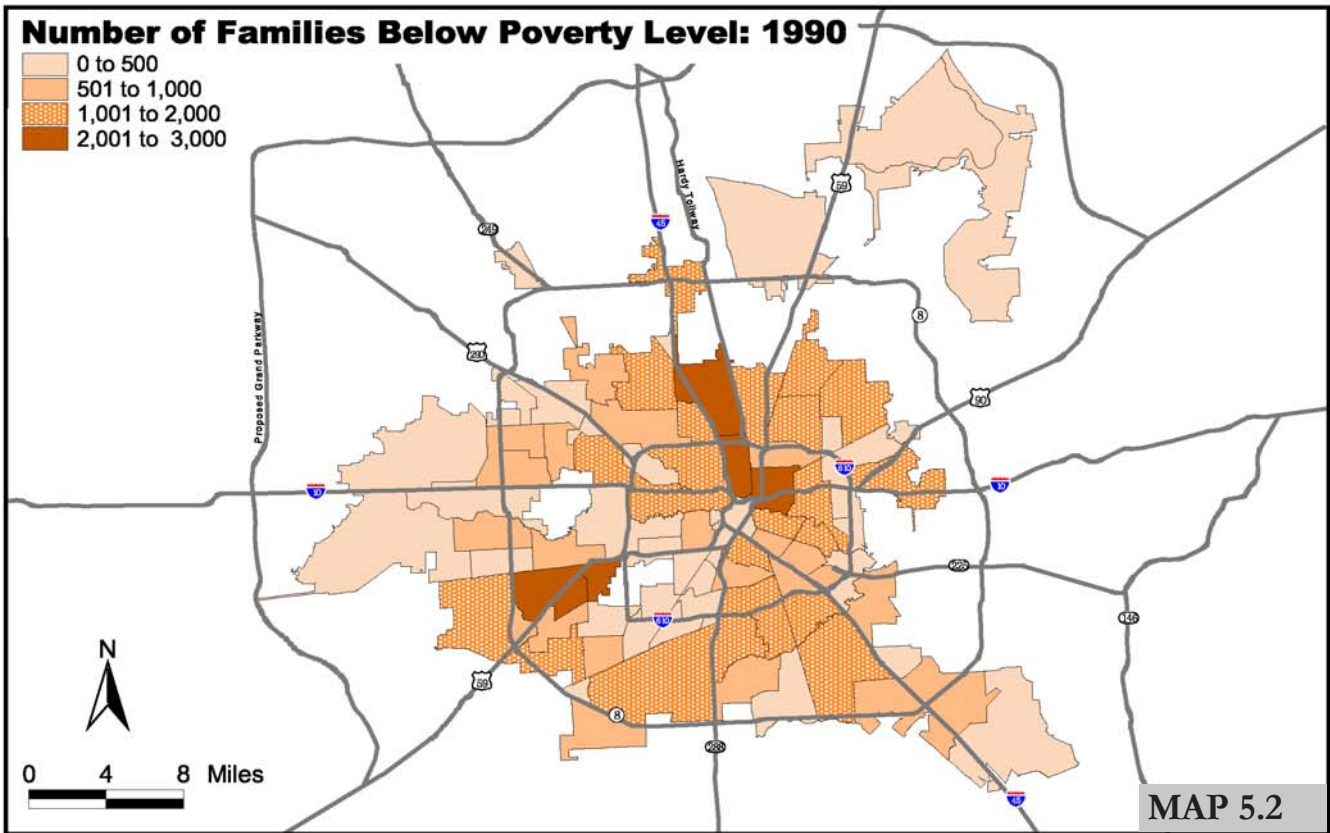 Number of Families Below Poverty Level: 1990
0 to 500
501 to 1,000
1,001 to 2,000
2,001 to 3,000
Hardy Tollway
59
45
249
8
290
Proposed Grand Parkway
90
610
10
10
225
610
146
59
8
288
45
N
0 4 8 Miles
MAP 5.2